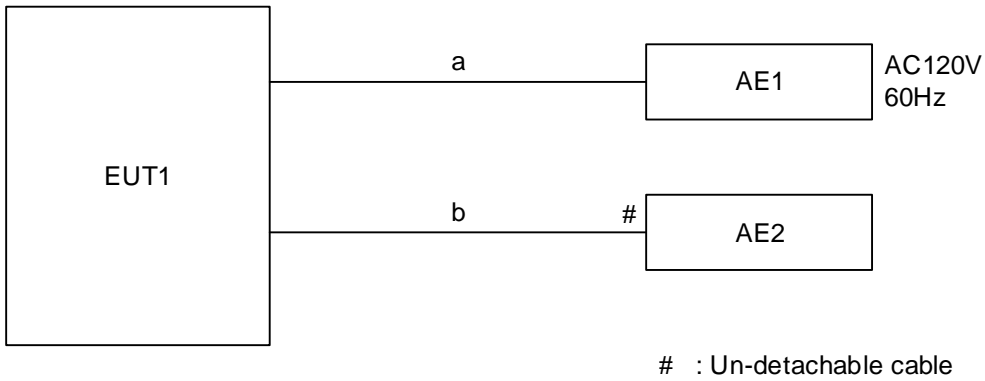 a
AE1
AC120V
60Hz
EUT1
b
#
AE2
# : Un-detachable cable